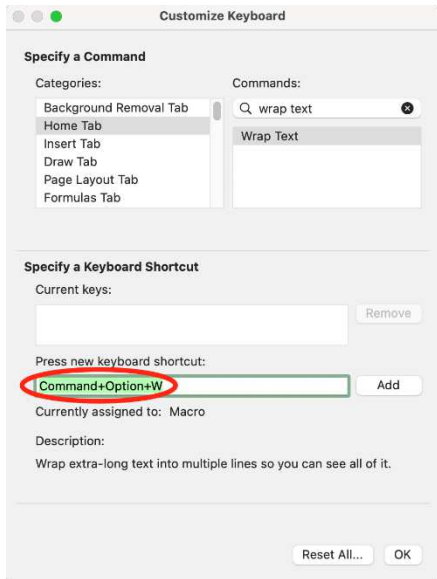 Customize Keyboard
Specify a Command
Categories:
Commands:
Background Removal Tab
Home Tab
Insert Tab
Draw Tab
Page Layout Tab
Formulas Tab
wrap text
Wrap Text
Specify a Keyboard Shortcut
Current keys:
Remove
Press new keyboard shortcut:
Command+Option+W
Add
Currently assigned to: Macro
Description:
Wrap extra-long text into multiple lines so you can see all of it.
Reset All...
OK